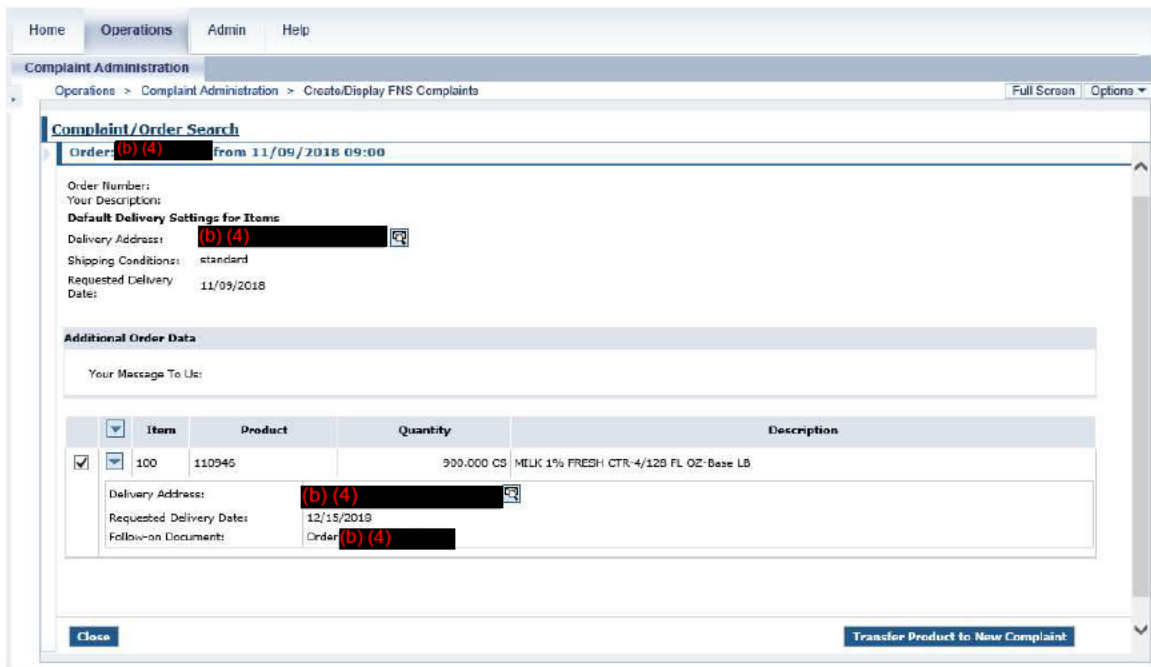 Home Operations Admin Help
Complaint Administration
Operations > Complaint Administration > Create/Display FNS Complaints Full Screen Options
Complaint/Order Search
Order: (b) (4) from 11/09/2018 09:00
Order Number:
Your Description:
Default Delivery Settings for Items
Delivery Address: (b) (4)
Shipping Conditions: standard
Requested Delivery
Date: 11/09/2018
Additional Order Data
Your Message To Us:
Item Product Quantity Description
100 110946 900.000 CS MILK 1% FRESH CTR-4/128 FL OZ-Base LB
Delivery Address: (b) (4)
Requested Delivery Date: 12/15/2018
Follow-on Document: Order (b) (4)
Close Transfer Product to New Complaint